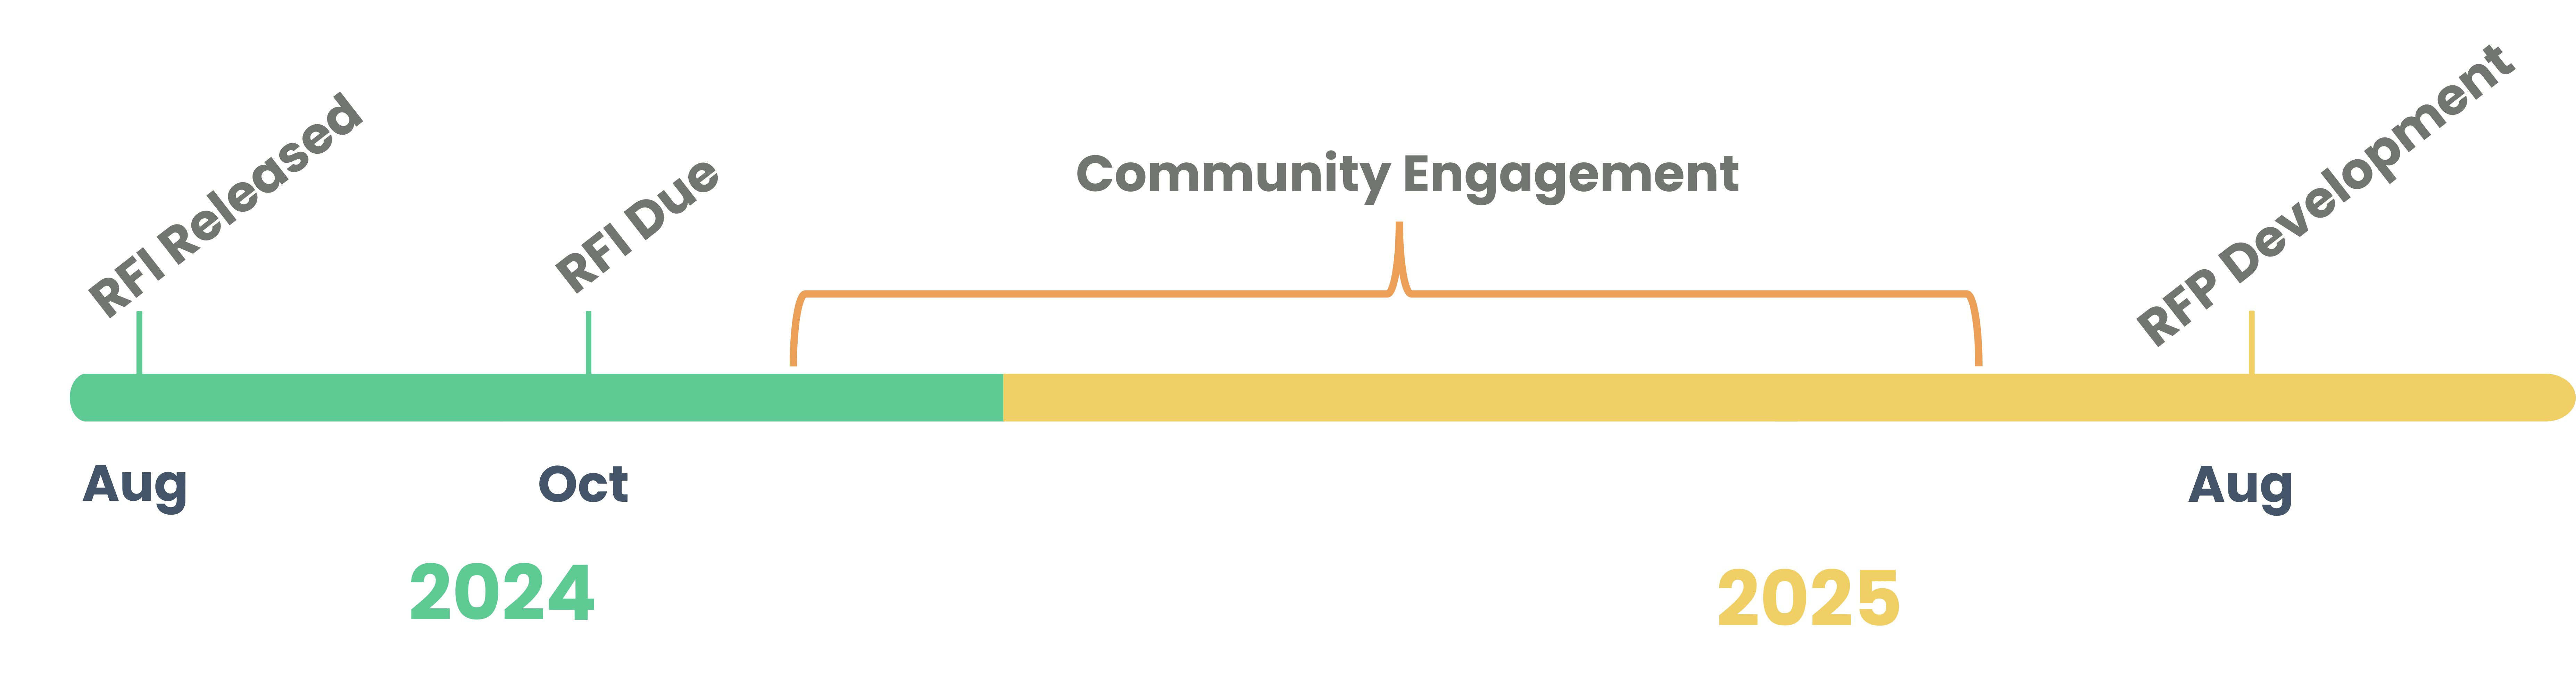 RFI Released
RFI Due
Community Engagement
RFP Development
Aug
Oct
Aug
2024
2025